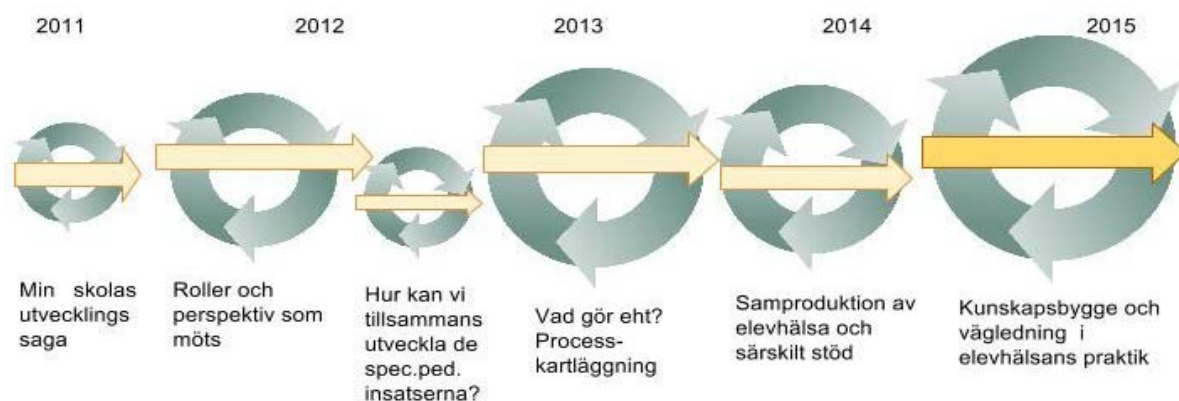 2011
2012
2013
2014
2015
Min skolas
utvecklings
saga
Roller och
perspektiv som
möts
Hur kan vi
tillsammans
utveckla de
spec.ped.
insatserna?
Vad gör eht?
Process-
kartläggning
Samproduktion av
elevhälsa och
särskilt stöd
Kunskapsbygge och
vägledning i
elevhälsans praktik